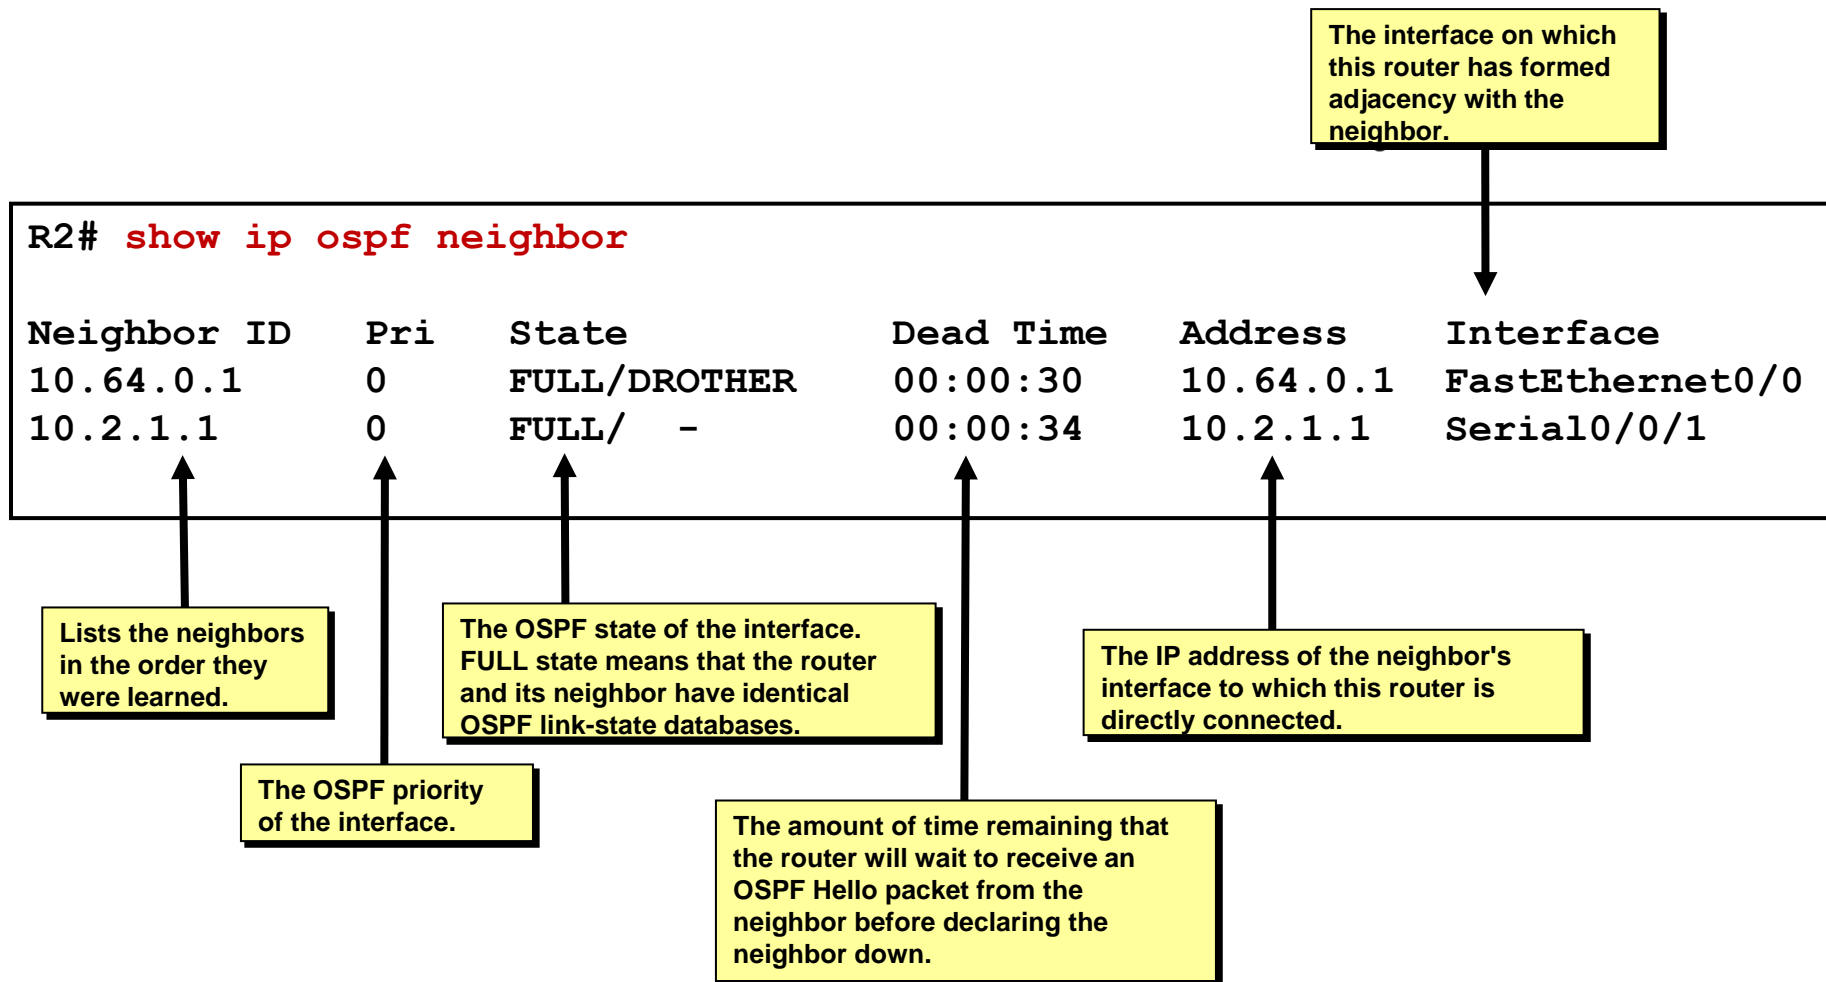 The interface on which
this router has formed
adjacency with the
neighbor.
R2# show ip ospf neighbor
Neighbor ID Pri State Dead Time Address Interface
10.64.0.1 0 FULL/DROTHER 00:00:30 10.64.0.1 FastEthernet0/0
10.2.1.1 0 FULL/ - 00:00:34 10.2.1.1 Serial0/0/1
Lists the neighbors
in the order they
were learned.
The OSPF state of the interface.
FULL state means that the router
and its neighbor have identical
OSPF link-state databases.
The IP address of the neighbor's
interface to which this router is
directly connected.
The OSPF priority
of the interface.
The amount of time remaining that
the router will wait to receive an
OSPF Hello packet from the
neighbor before declaring the
neighbor down.